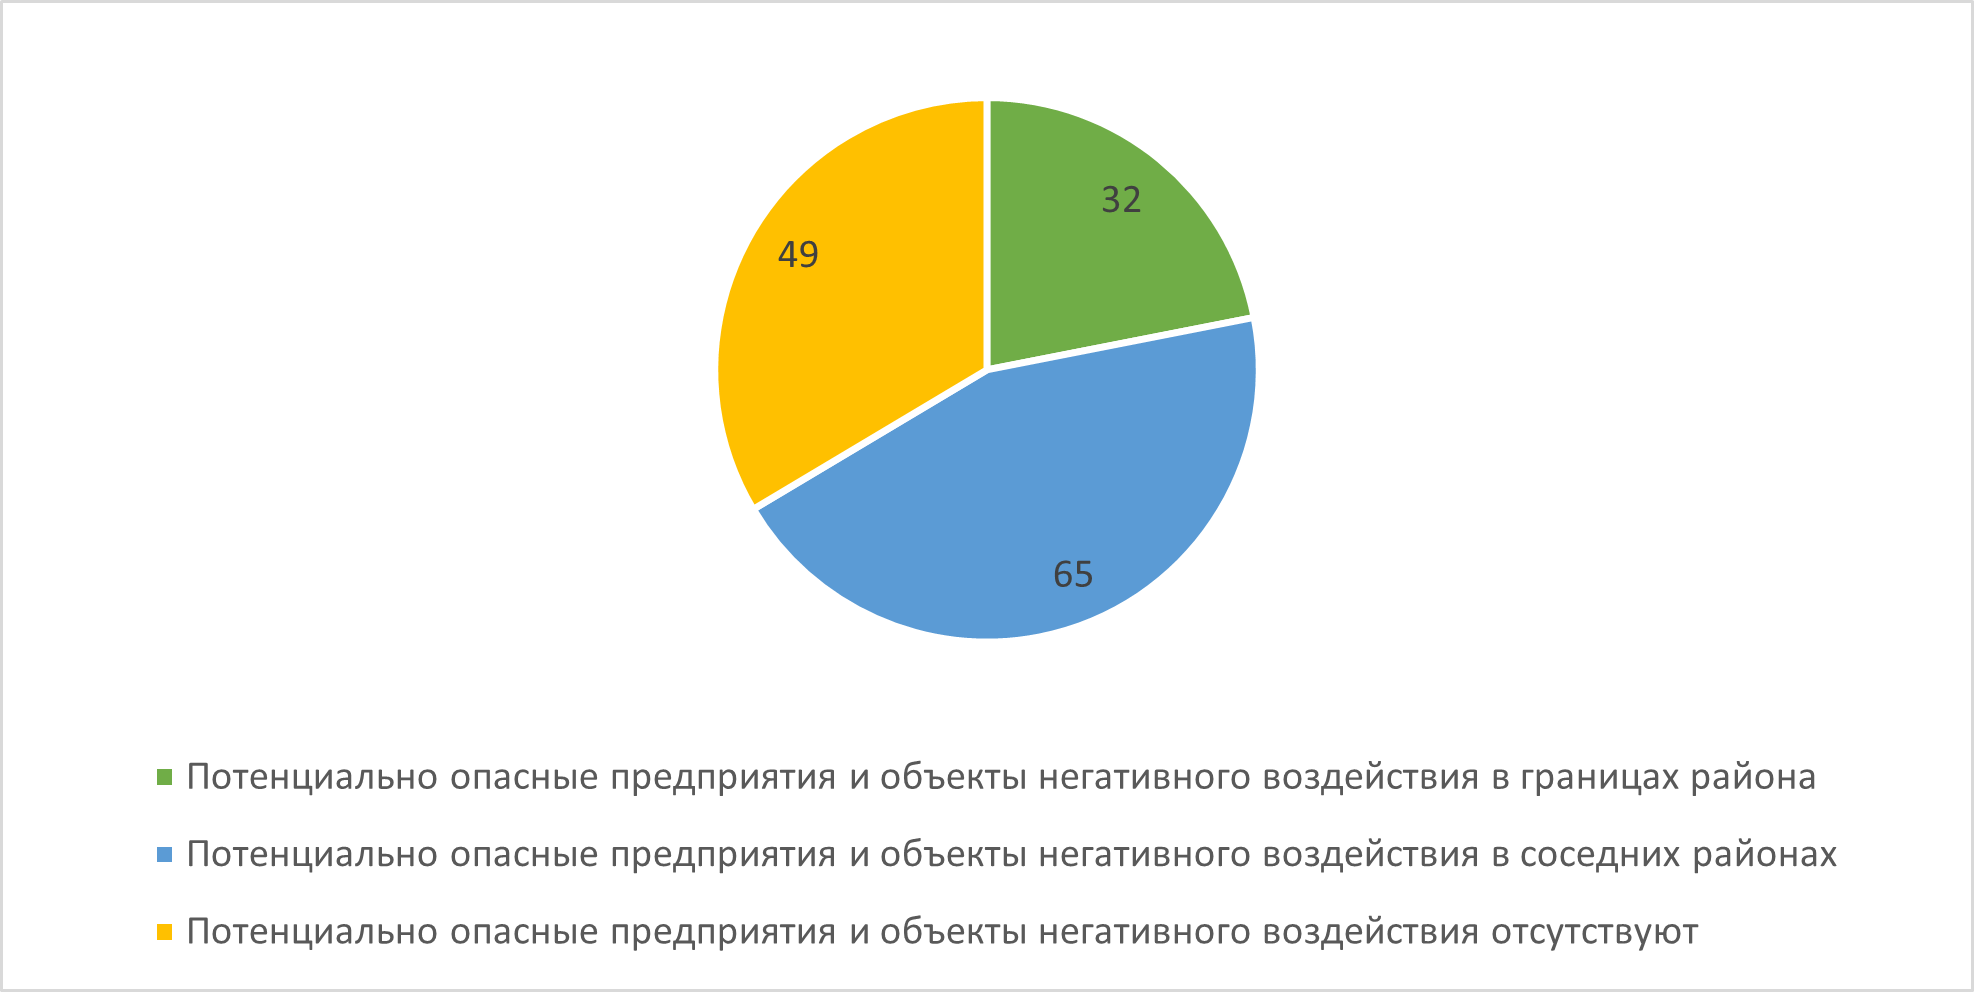 32
49
65
Потенциально опасные предприятия и объекты негативного воздействия в границах района
Потенциально опасные предприятия и объекты негативного воздействия в соседних районах
Потенциально опасные предприятия и объекты негативного воздействия отсутствуют